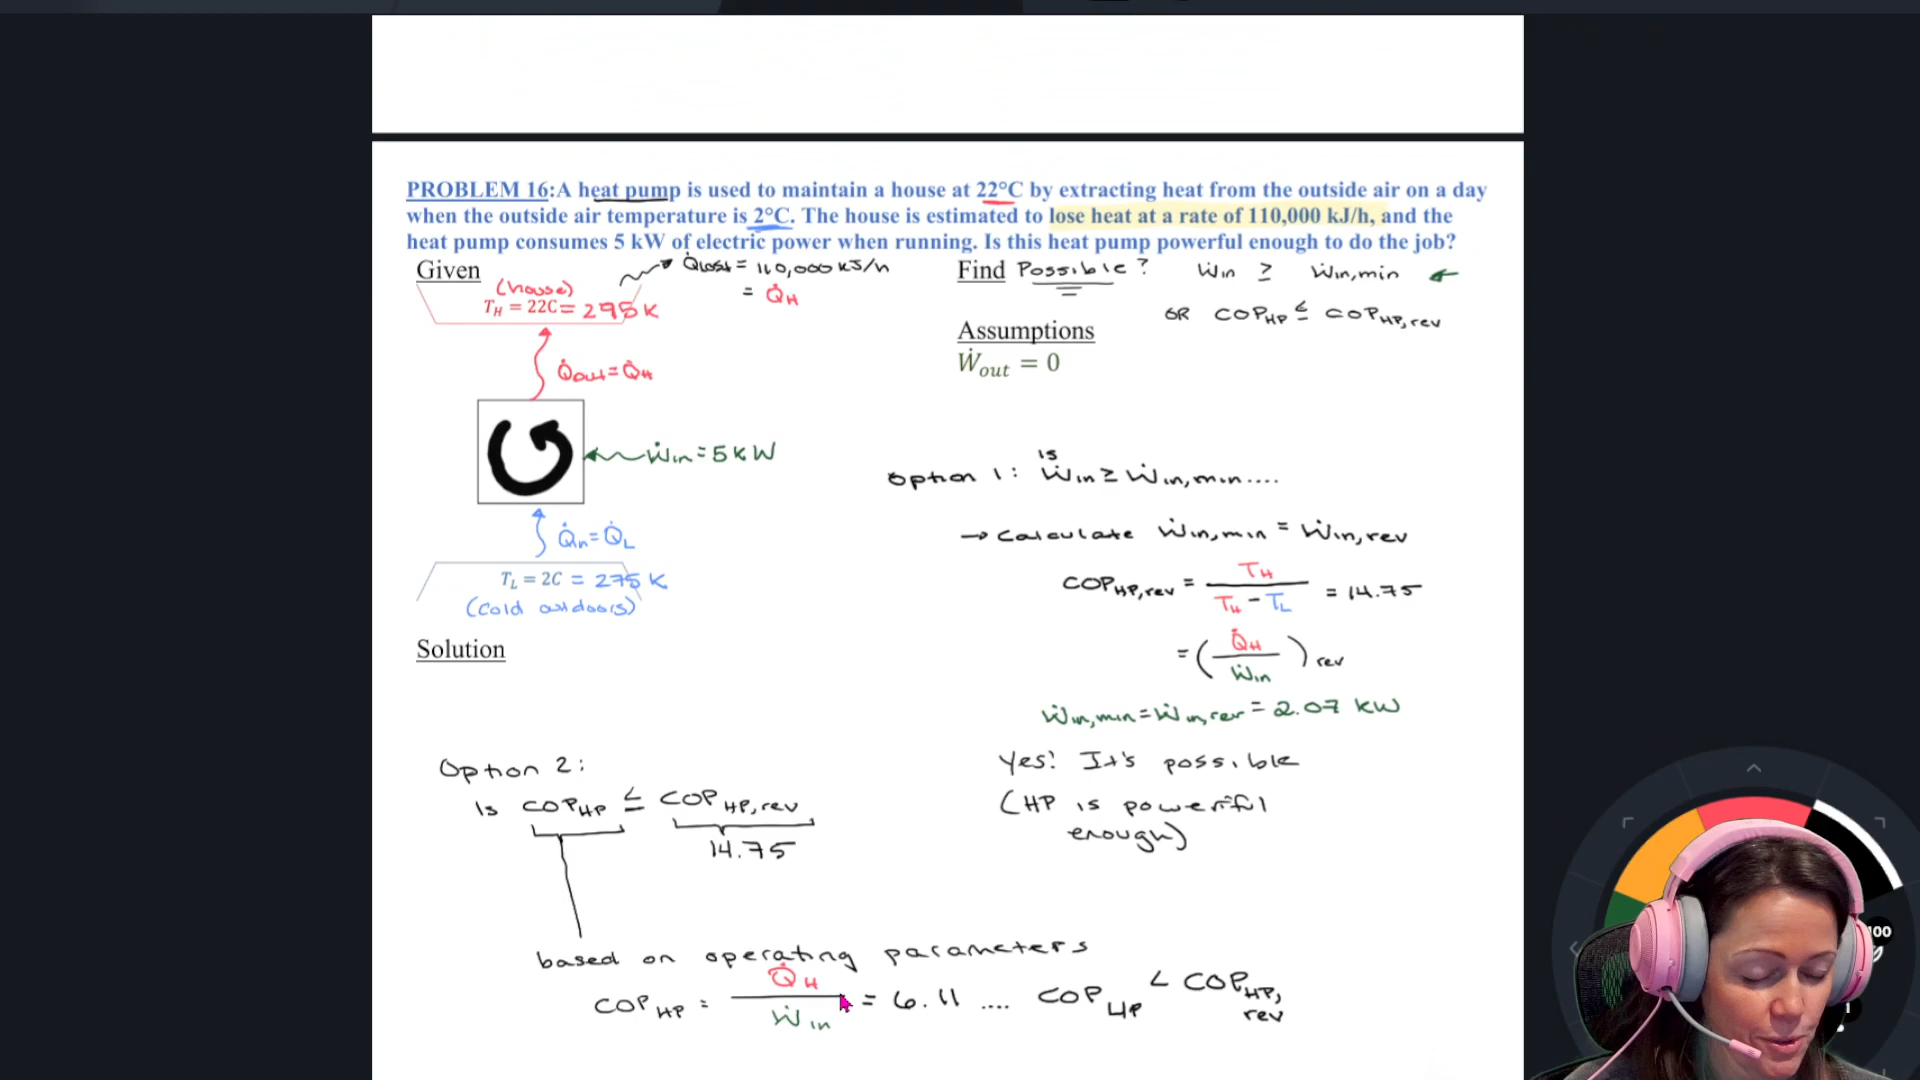 PROBLEM 16:A heat pump is used to maintain a house at 22°C by extracting heat from the outside air on a day
when the outside air temperature is 2°C. The house is estimated to lose heat at a rate of 110,000 kJ/h, and the
heat pump consumes 5 kW of electric power when running. Is this heat pump powerful enough to do the job?
Given
Q̇lost = 110,000 kJ/h
= Q̇H
(house)
TH = 22C = 295 K
Q̇out = Q̇H
Ẇin = 5 kW
Q̇in = Q̇L
TL = 2C = 275 K
(cold outdoors)
Solution
Find Possible? Ẇin ≥ Ẇin,min ←
OR COPHP ≤ COPHP,rev
Assumptions
Ẇout = 0
Option 1: is Ẇin ≥ Ẇin,min....
→ Calculate Ẇin,min = Ẇin,rev
COPHP,rev = TH / (TH - TL) = 14.75
= (Q̇H / Ẇin) rev
Ẇin,min = Ẇin,rev = 2.07 kW
Yes! It's possible
(HP is powerful
enough)
Option 2:
Is COPHP ≤ COPHP,rev
14.75
based on operating parameters
COPHP = Q̇H / Ẇin = 6.11 .... COPHP < COPHP,rev
100